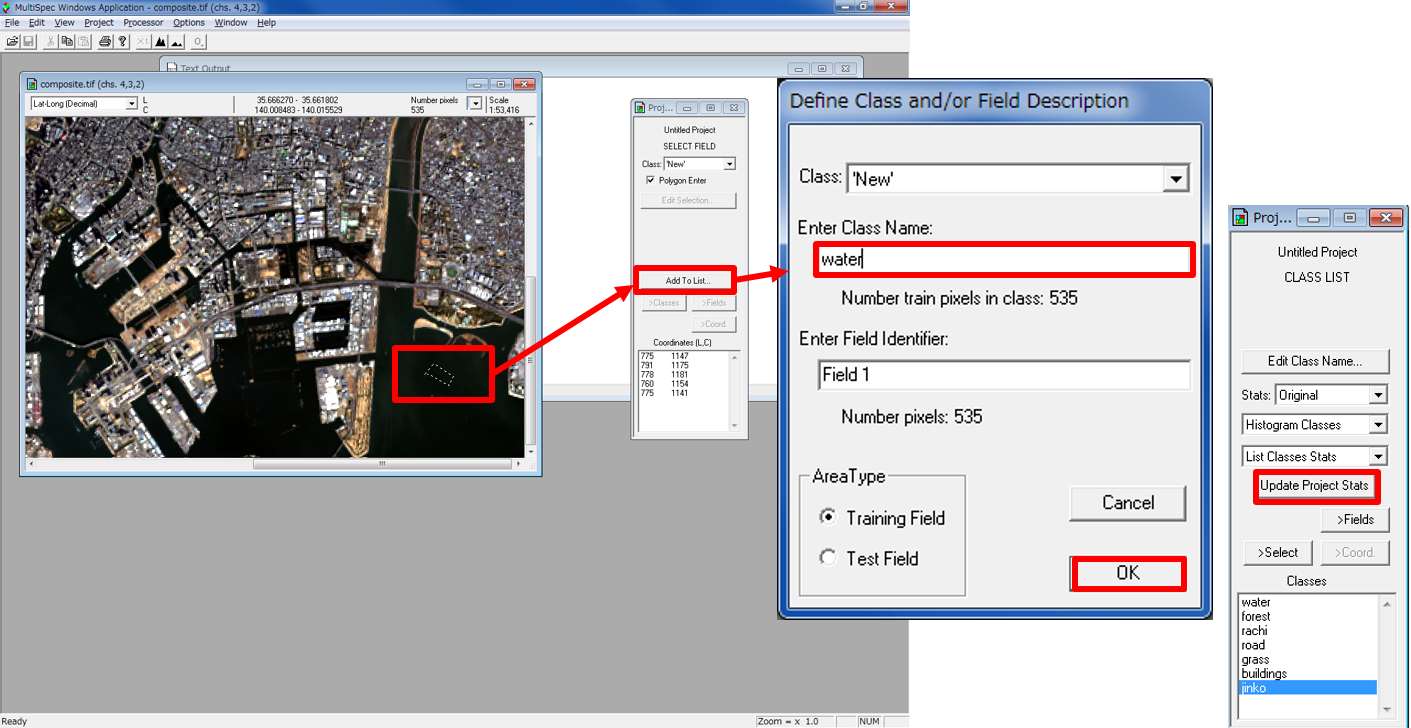 MultiSpec Windows Application - composite.tif (chs. 4,3,2)
File Edit View Project Processor Options Window Help
Text Output
composite.tif (chs. 4,3,2)
Lat-Long (Decimal)
L 35.666270 - 35.661802
C 140.008483 - 140.015529
Number pixels
535
Scale
1:53,416
Proj...
Untitled Project
SELECT FIELD
Class: 'New'
Polygon Enter
Edit Selection...
Add To List...
>Classes >Fields
>Coord.
Coordinates (L,C)
775 1147
791 1175
778 1181
760 1154
775 1141
Define Class and/or Field Description
Class: 'New'
Enter Class Name:
water
Number train pixels in class: 535
Enter Field Identifier:
Field 1
Number pixels: 535
AreaType
Training Field
Test Field
Cancel
OK
Proj...
Untitled Project
CLASS LIST
Edit Class Name...
Stats: Original
Histogram Classes
List Classes Stats
Update Project Stats
>Fields
>Select >Coord.
Classes
water
forest
rachi
road
grass
buildings
jinko
Ready
Zoom = x 1.0
NUM